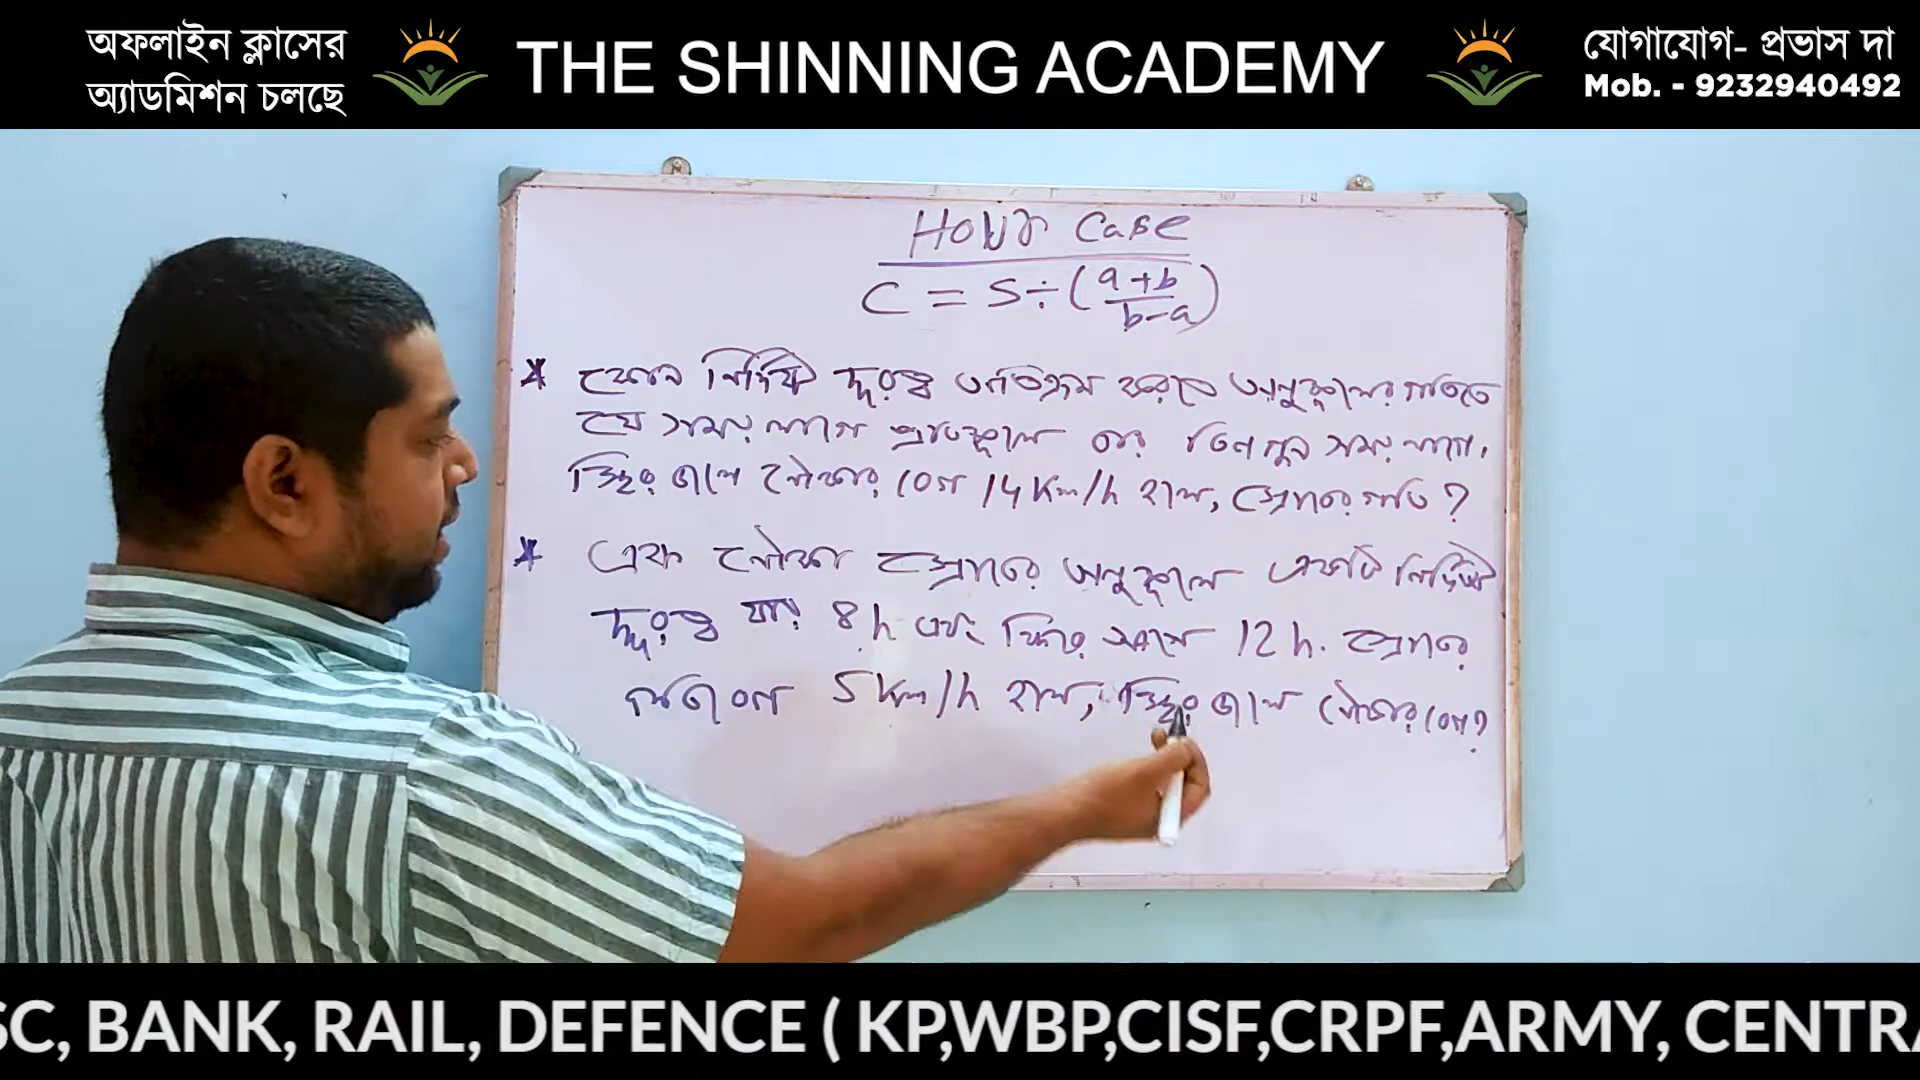 অফলাইন ক্লাসের
অ্যাডমিশন চলছে
THE SHINNING ACADEMY
যোগাযোগ- প্রভাস দা
Mob. - 9232940492
Hour Case
C = S ÷ (a+b / b-a)
* কোন নির্দিষ্ট দূরত্ব অতিক্রম করতে অনুকূলের গতিতে
যে সময় লাগে প্রতিকূলে তার তিন গুন সময় লাগে।
স্থির জলে নৌকার বেগ 14 Km/h হলে, স্রোতের গতি ?
* এক নৌকা স্রোতের অনুকূলে একটি নির্দিষ্ট
দূরত্ব যায় 8 h এবং ফিরে আসে 12 h. স্রোতের
গতিবেগ 5 Km/h হলে, স্থির জলে নৌকার বেগ ?
SC, BANK, RAIL, DEFENCE ( KP,WBP,CISF,CRPF,ARMY, CENTRA